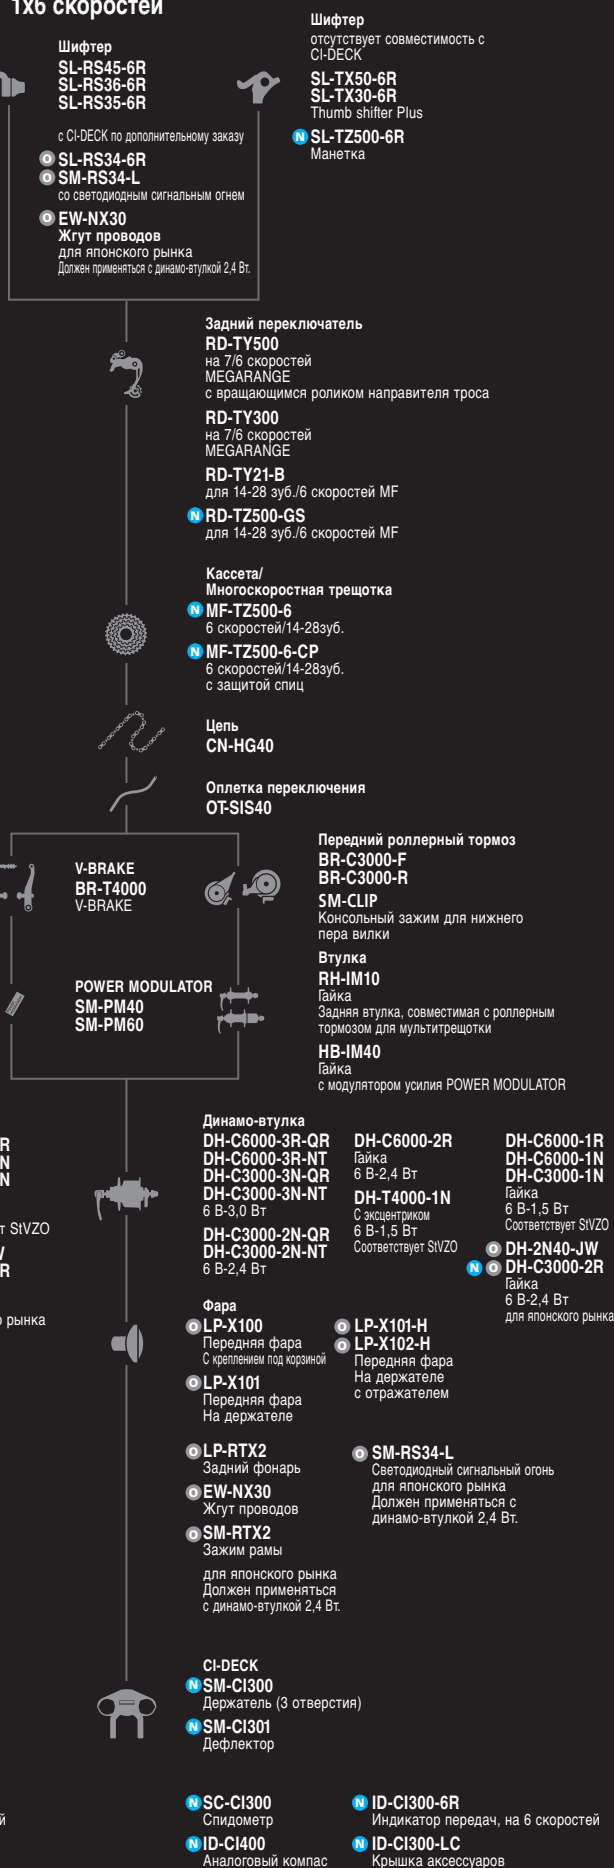 1x6 скоростей
Шифтер
SL-RS45-6R
SL-RS36-6R
SL-RS35-6R
с CI-DECK по дополнительному заказу
O SL-RS34-6R
O SM-RS34-L
со светодиодным сигнальным огнем
O EW-NX30
Жгут проводов
для японского рынка
Должен применяться с динамо-втулкой 2,4 Вт.
Шифтер
отсутствует совместимость с
CI-DECK
SL-TX50-6R
SL-TX30-6R
Thumb shifter Plus
N SL-TZ500-6R
Манетка
Задний переключатель
RD-TY500
на 7/6 скоростей
MEGARANGE
с вращающимся роликом направителя троса
RD-TY300
на 7/6 скоростей
MEGARANGE
RD-TY21-B
для 14-28 зуб./6 скоростей MF
N RD-TZ500-GS
для 14-28 зуб./6 скоростей MF
Кассета/
Многоскоростная трещотка
N MF-TZ500-6
6 скоростей/14-28зуб.
N MF-TZ500-6-CP
6 скоростей/14-28зуб.
с защитой спиц
Цепь
CN-HG40
Оплетка переключения
OT-SIS40
V-BRAKE
BR-T4000
V-BRAKE
POWER MODULATOR
SM-PM40
SM-PM60
Передний роллерный тормоз
BR-C3000-F
BR-C3000-R
SM-CLIP
Консольный зажим для нижнего
пера вилки
Втулка
RH-IM10
Гайка
Задняя втулка, совместимая с роллерным
тормозом для мультитрещотки
HB-IM40
Гайка
с модулятором усилия POWER MODULATOR
R
N
N
т StVZO
R
о рынка
Динамо-втулка
DH-C6000-3R-QR
DH-C6000-3R-NT
DH-C3000-3N-QR
DH-C3000-3N-NT
6 В-3,0 Вт
DH-C3000-2N-QR
DH-C3000-2N-NT
6 В-2,4 Вт
DH-C6000-2R
Гайка
6 В-2,4 Вт
DH-T4000-1N
С эксцентриком
6 В-1,5 Вт
Соответствует StVZO
DH-C6000-1R
DH-C6000-1N
DH-C3000-1N
Гайка
6 В-1,5 Вт
Соответствует StVZO
O DH-2N40-JW
N O DH-C3000-2R
Гайка
6 В-2,4 Вт
для японского рынка
Фара
O LP-X100
Передняя фара
С креплением под корзиной
O LP-X101
Передняя фара
На держателе
O LP-X101-H
O LP-X102-H
Передняя фара
На держателе
с отражателем
O LP-RTX2
Задний фонарь
O EW-NX30
Жгут проводов
O SM-RTX2
Зажим рамы
для японского рынка
Должен применяться
с динамо-втулкой 2,4 Вт.
O SM-RS34-L
Светодиодный сигнальный огонь
для японского рынка
Должен применяться с
динамо-втулкой 2,4 Вт.
CI-DECK
N SM-CI300
Держатель (3 отверстия)
N SM-CI301
Дефлектор
й
N SC-CI300
Спидометр
N ID-CI400
Аналоговый компас
N ID-CI300-6R
Индикатор передач, на 6 скоростей
N ID-CI300-LC
Крышка аксессуаров